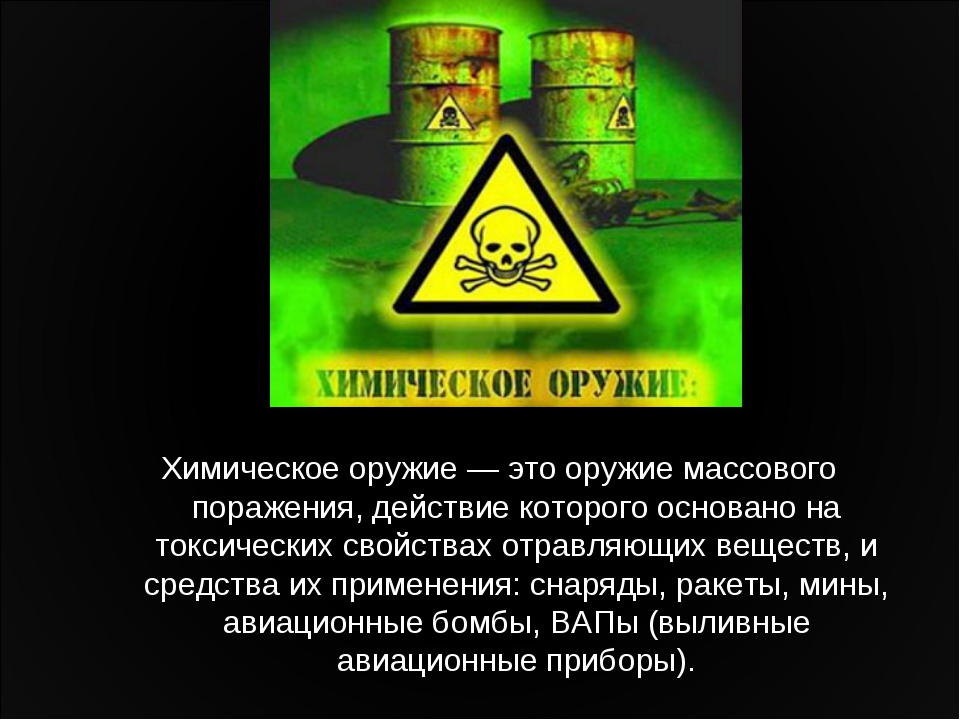 ХИМИЧЕСКОЕ ОРУЖИЕ:
Химическое оружие — это оружие массового
поражения, действие которого основано на
токсических свойствах отравляющих веществ, и
средства их применения: снаряды, ракеты, мины,
авиационные бомбы, ВАПы (выливные
авиационные приборы).